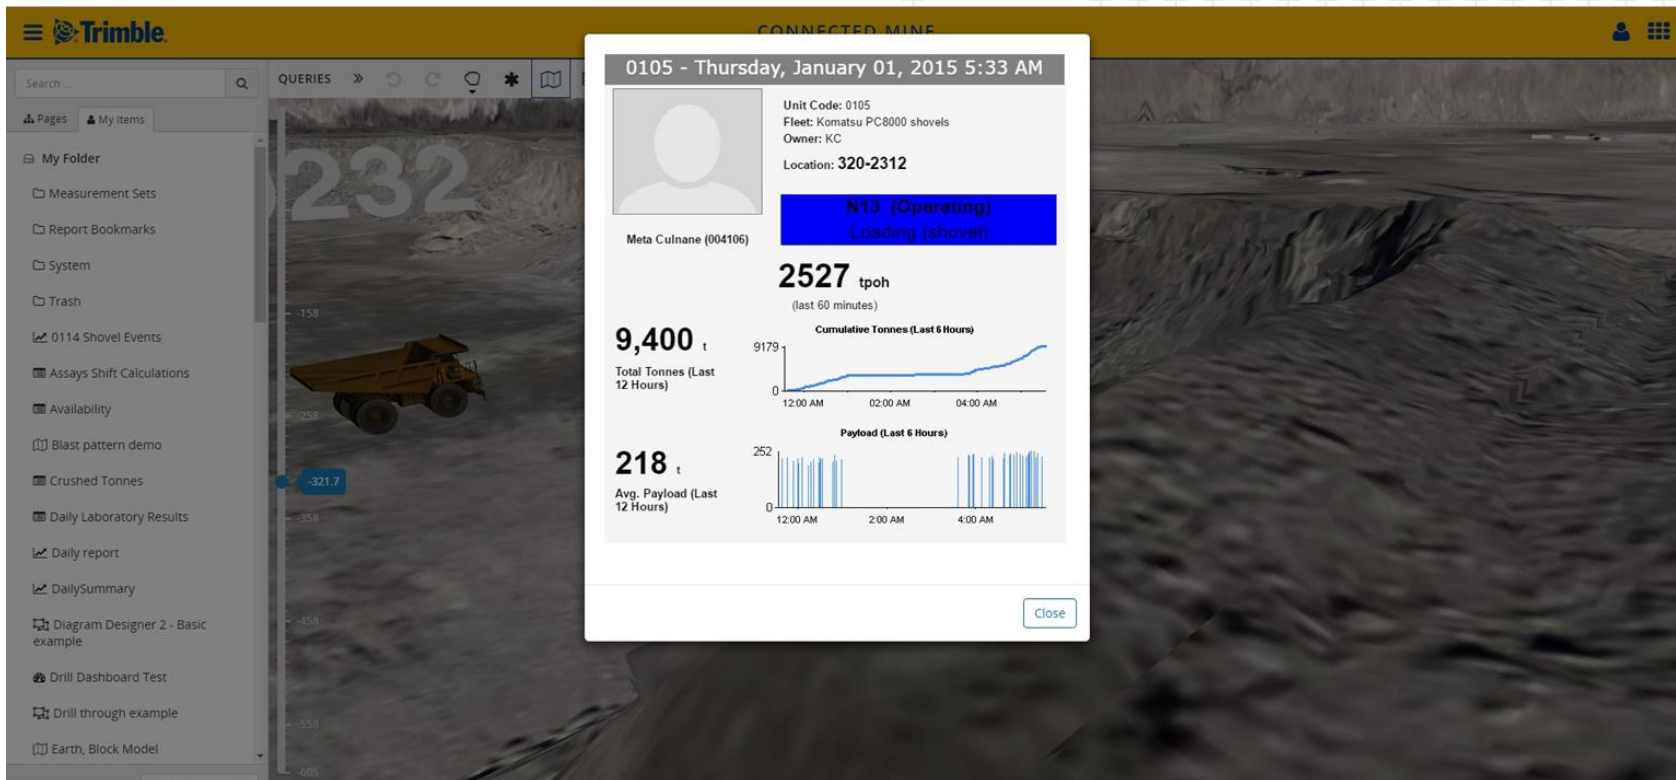 Trimble.
CONNECTED MINE
Search ...
QUERIES
Pages
My Items
My Folder
Measurement Sets
Report Bookmarks
System
Trash
0114 Shovel Events
Assays Shift Calculations
Availability
Blast pattern demo
Crushed Tonnes
Daily Laboratory Results
Daily report
DailySummary
Diagram Designer 2 - Basic
example
Drill Dashboard Test
Drill through example
Earth, Block Model
232
-158
-258
-321.7
-358
-458
-558
-605
0105 - Thursday, January 01, 2015 5:33 AM
Unit Code: 0105
Fleet: Komatsu PC8000 shovels
Owner: KC
Location: 320-2312
N13 (Operating)
Loading (shovel)
Meta Culnane (004106)
2527 tpoh
(last 60 minutes)
9,400 t
Total Tonnes (Last
12 Hours)
Cumulative Tonnes (Last 6 Hours)
9179
0
12:00 AM 02:00 AM 04:00 AM
218 t
Avg. Payload (Last
12 Hours)
Payload (Last 6 Hours)
252
0
12:00 AM 2:00 AM 4:00 AM
Close